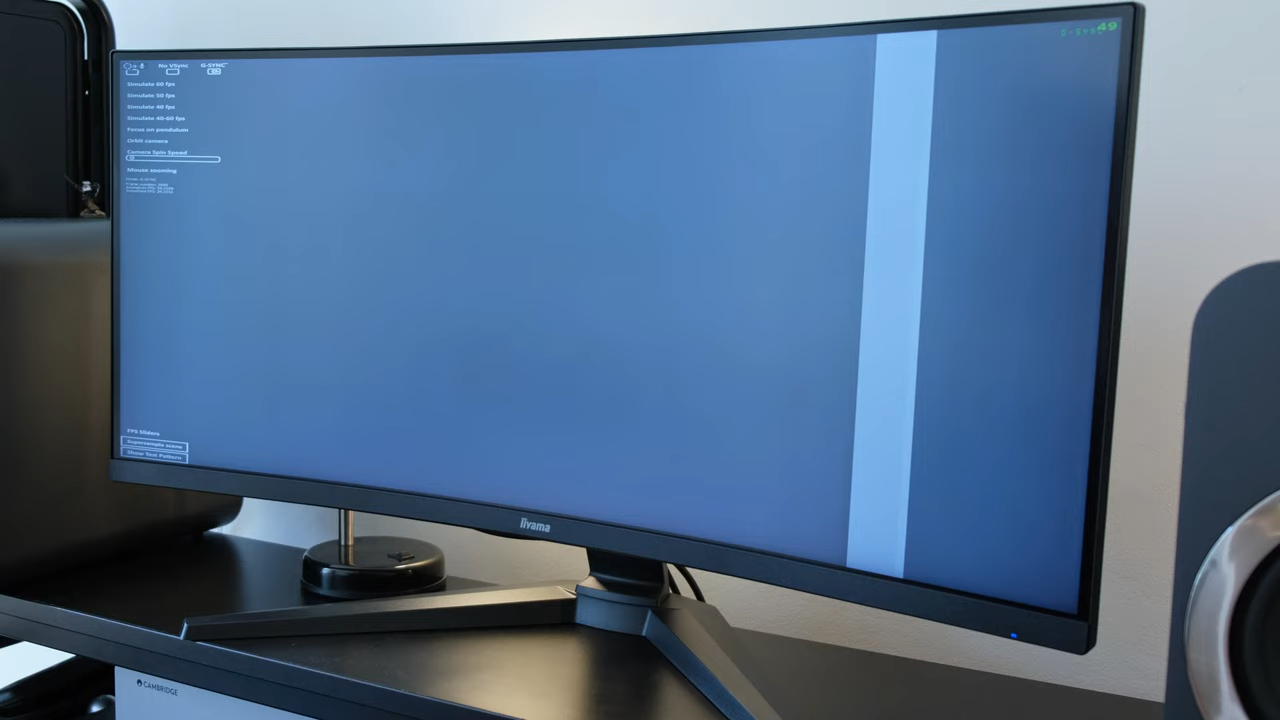 No VSync
G-SYNC
49
Simulate 60 fps
Simulate 50 fps
Simulate 40 fps
Simulate 40-60 fps
Focus on pendulum
Orbit camera
Camera Spin Speed
Mouse zooming
FPS Sliders
Supersample scene
Show Test Pattern
iiyama
CAMBRIDGE